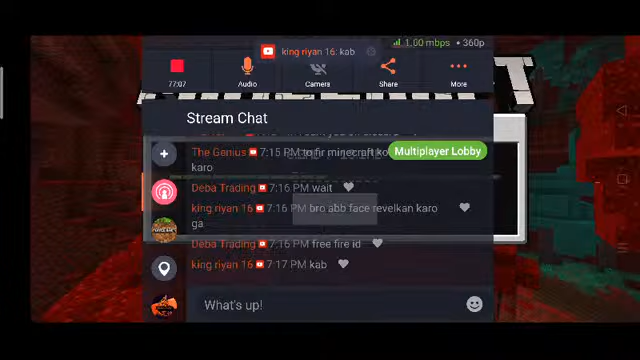 king riyan 16: kab
1.00 mbps • 360p
77:07
Audio
Camera
Share
More
Stream Chat
The Genius 7:15 PM to fir minecraft ko
karo
Multiplayer Lobby
Deba Trading 7:16 PM wait
king riyan 16 7:16 PM bro abb face revelkan karo
ga
Deba Trading 7:16 PM free fire id
king riyan 16 7:17 PM kab
What's up!